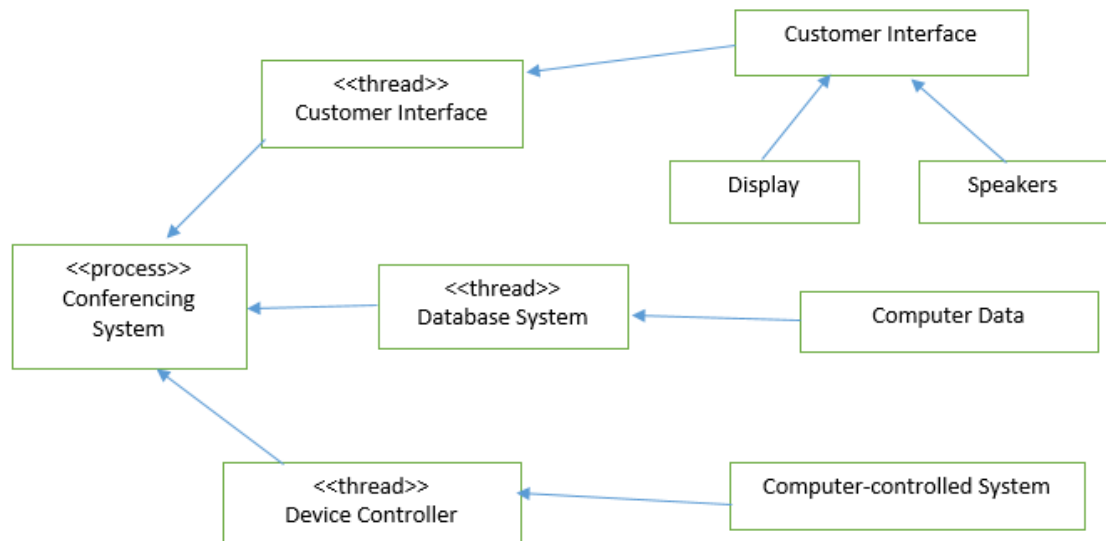 Customer Interface
<<thread>>
Customer Interface
Display
Speakers
<<process>>
Conferencing
System
<<thread>>
Database System
Computer Data
<<thread>>
Device Controller
Computer-controlled System